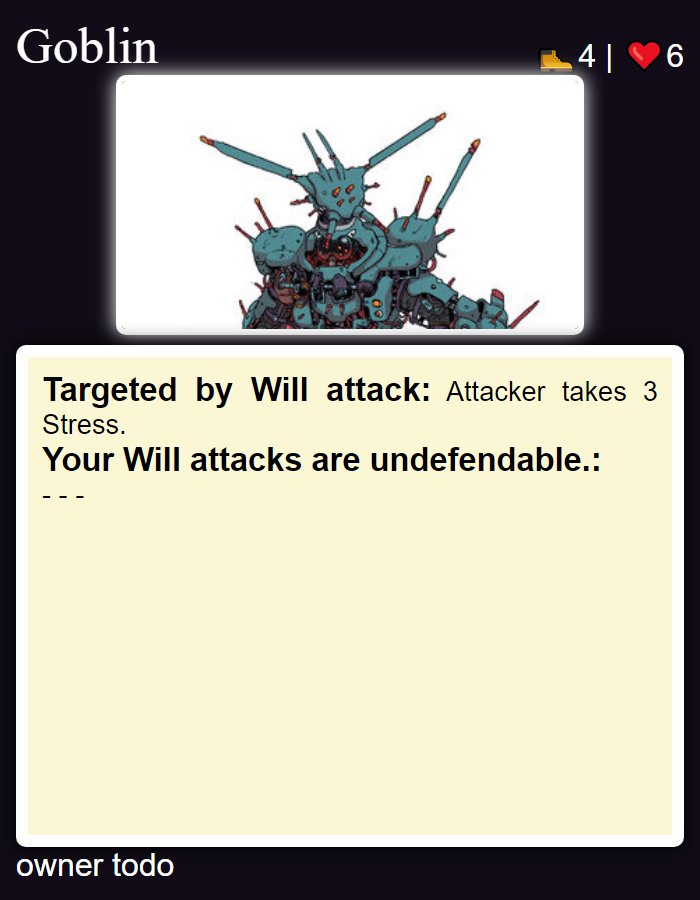 Goblin
4 | 6
Targeted by Will attack: Attacker takes 3
Stress.
Your Will attacks are undefendable.:
- - -
owner todo